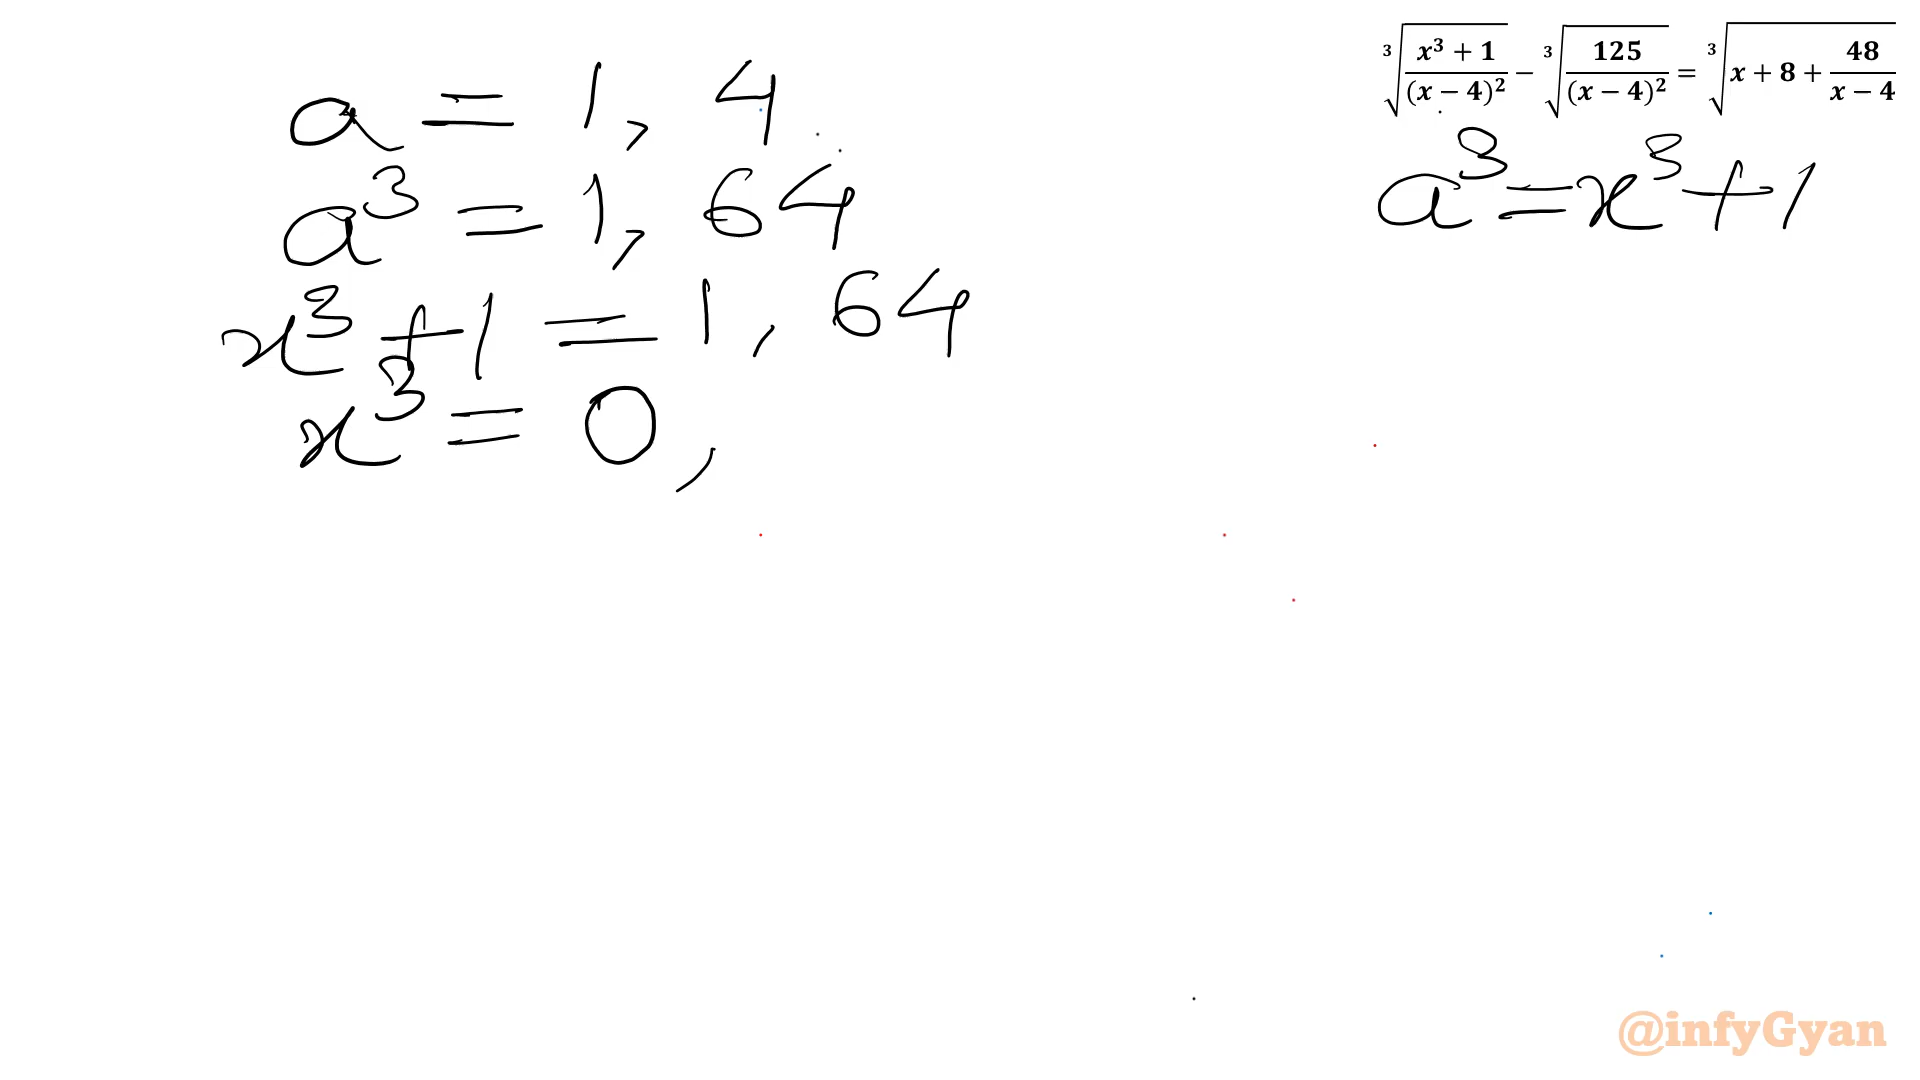 ∛((x³ + 1)/(x − 4)²) − ∛(125/(x − 4)²) = ∛(x + 8 + 48/(x − 4))
a³ = x³ + 1
a = 1, 4
a³ = 1, 64
x³ + 1 = 1, 64
x³ = 0,
@infyGyan